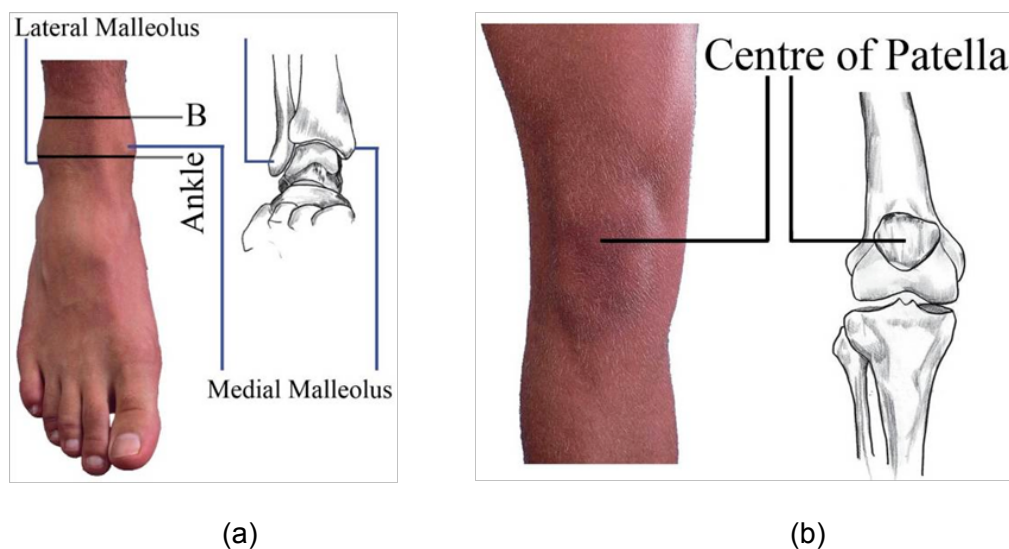 Lateral Malleolus
B
Ankle
Medial Malleolus
Centre of Patella
(a)
(b)